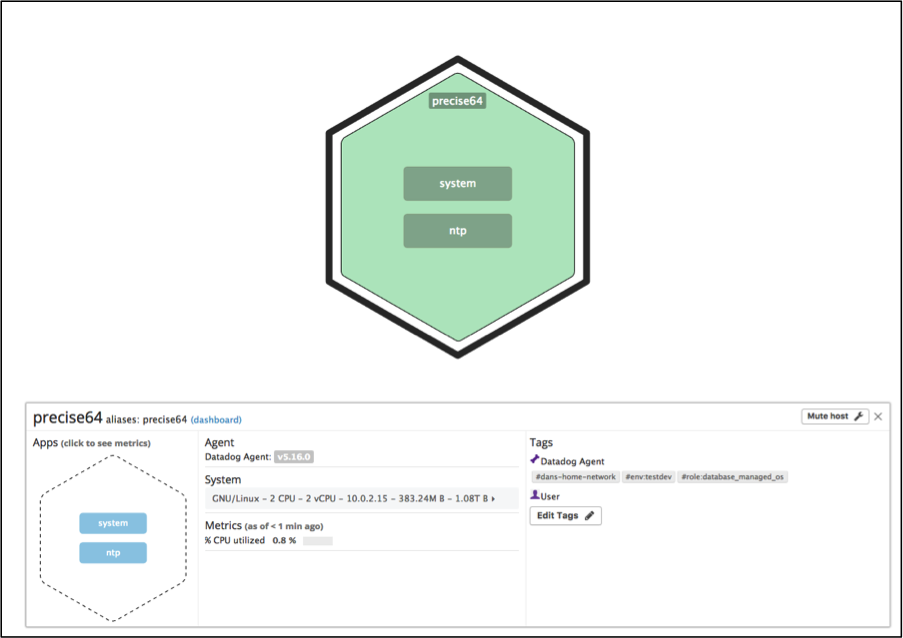 precise64
system
ntp
precise64 aliases: precise64 (dashboard)
Mute host
Apps (click to see metrics)
system
ntp
Agent
Datadog Agent: v5.16.0
System
GNU/Linux – 2 CPU – 2 vCPU – 10.0.2.15 – 383.24M B – 1.08T B
Metrics (as of < 1 min ago)
% CPU utilized 0.8 %
Tags
Datadog Agent
#dans-home-network #env:testdev #role:database_managed_os
User
Edit Tags